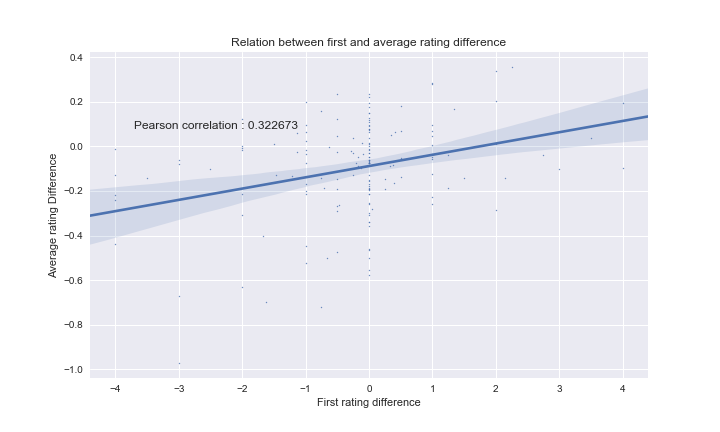 Relation between first and average rating difference
0.4
0.2
Pearson correlation : 0.322673
0.0
−0.2
−0.4
−0.6
−0.8
−1.0
Average rating Difference
−4 −3 −2 −1 0 1 2 3 4
First rating difference